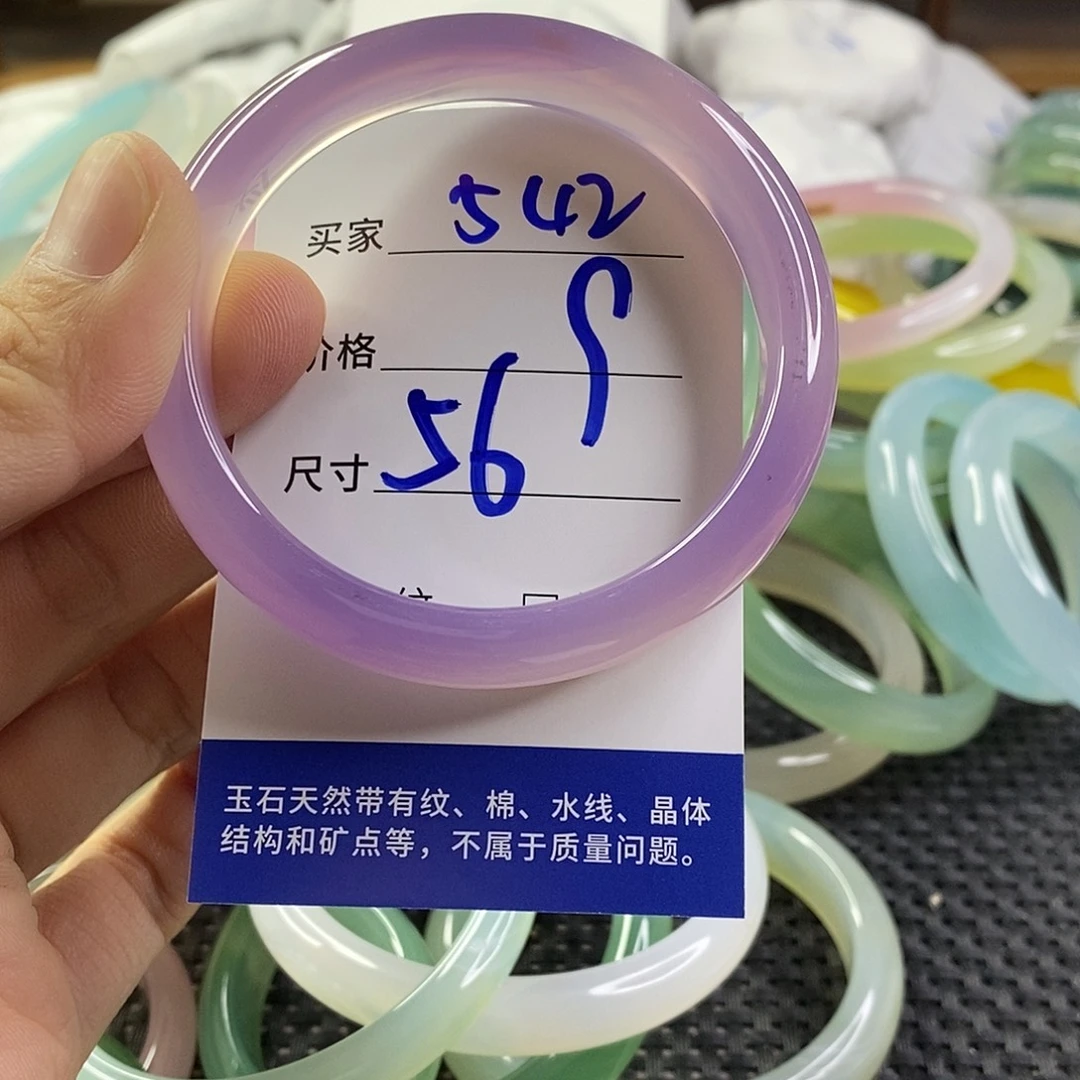 买家 542
价格
尺寸 56
玉石天然带有纹、棉、水线、晶体
结构和矿点等，不属于质量问题。